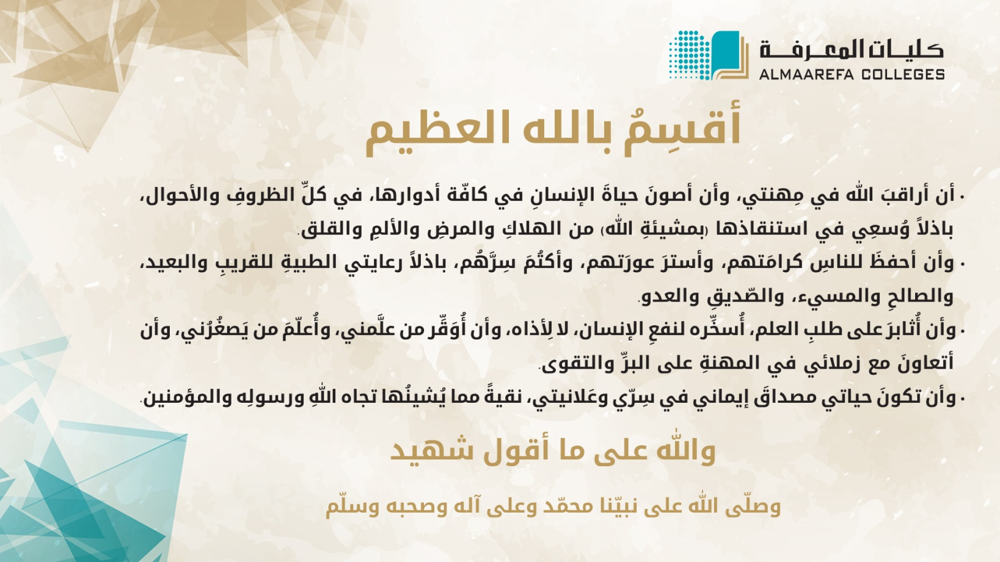 كليات المعرفة
ALMAAREFA COLLEGES
أقسِمُ بالله العظيم
• أن أراقبَ الله في مِهنتي، وأن أصونَ حياةَ الإنسانِ في كافّة أدوارها، في كلِّ الظروفِ والأحوال،
باذلاً وُسعِي في استنقاذها (بمشيئةِ الله) من الهلاكِ والمرضِ والألمِ والقلق.
• وأن أحفظَ للناسِ كرامَتهم، وأسترَ عورَتهم، وأكتُمَ سِرَّهُم، باذلاً رعايتي الطبيةِ للقريبِ والبعيد،
والصالحِ والمسيء، والصّديقِ والعدو.
• وأن أُثابرَ على طلبِ العلم، أُسخِّره لنفعِ الإنسان، لا لِأذاه، وأن أُوَقِّر من علَّمني، وأُعلّمَ من يَصغُرُني، وأن
أتعاونَ مع زملائي في المهنةِ على البرِّ والتقوى.
• وأن تكونَ حياتي مصداقَ إيماني في سِرّي وعَلانيتي، نقيةً مما يُشينُها تجاه اللهِ ورسولِه والمؤمنين.
والله على ما أقول شهيد
وصلّى الله على نبيّنا محمّد وعلى آله وصحبه وسلّم